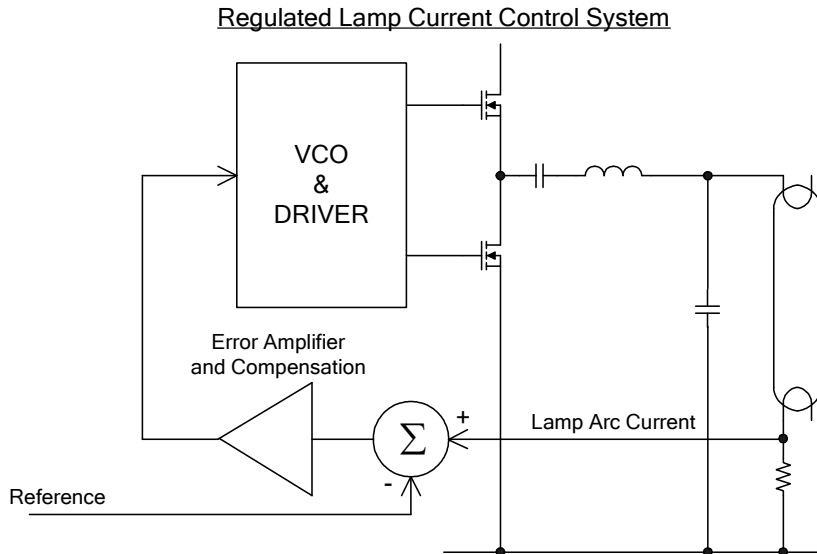 Regulated Lamp Current Control System
VCO
&
DRIVER
Error Amplifier
and Compensation
Σ
+
-
Lamp Arc Current
Reference